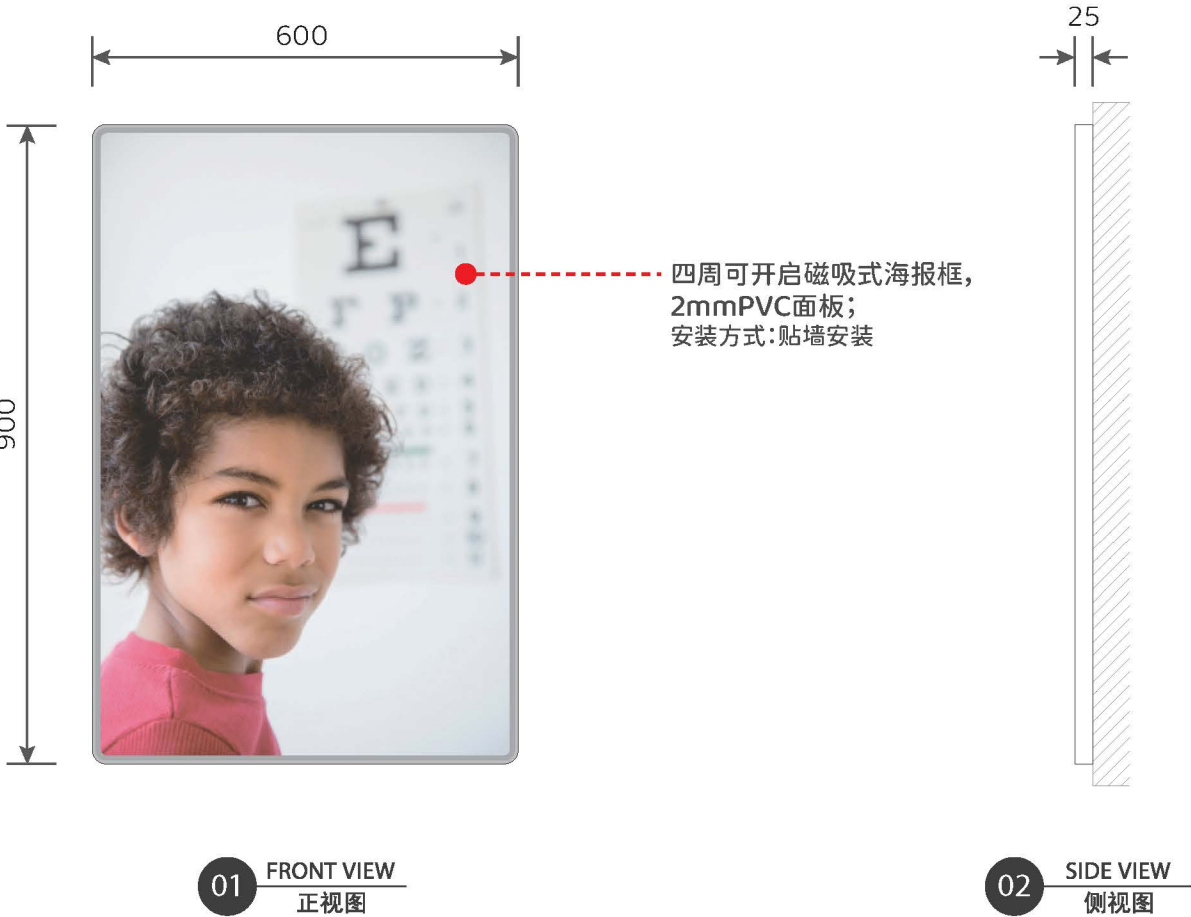 600
25
900
E
四周可开启磁吸式海报框,
2mmPVC面板;
安装方式:贴墙安装
01
FRONT VIEW
正视图
02
SIDE VIEW
侧视图